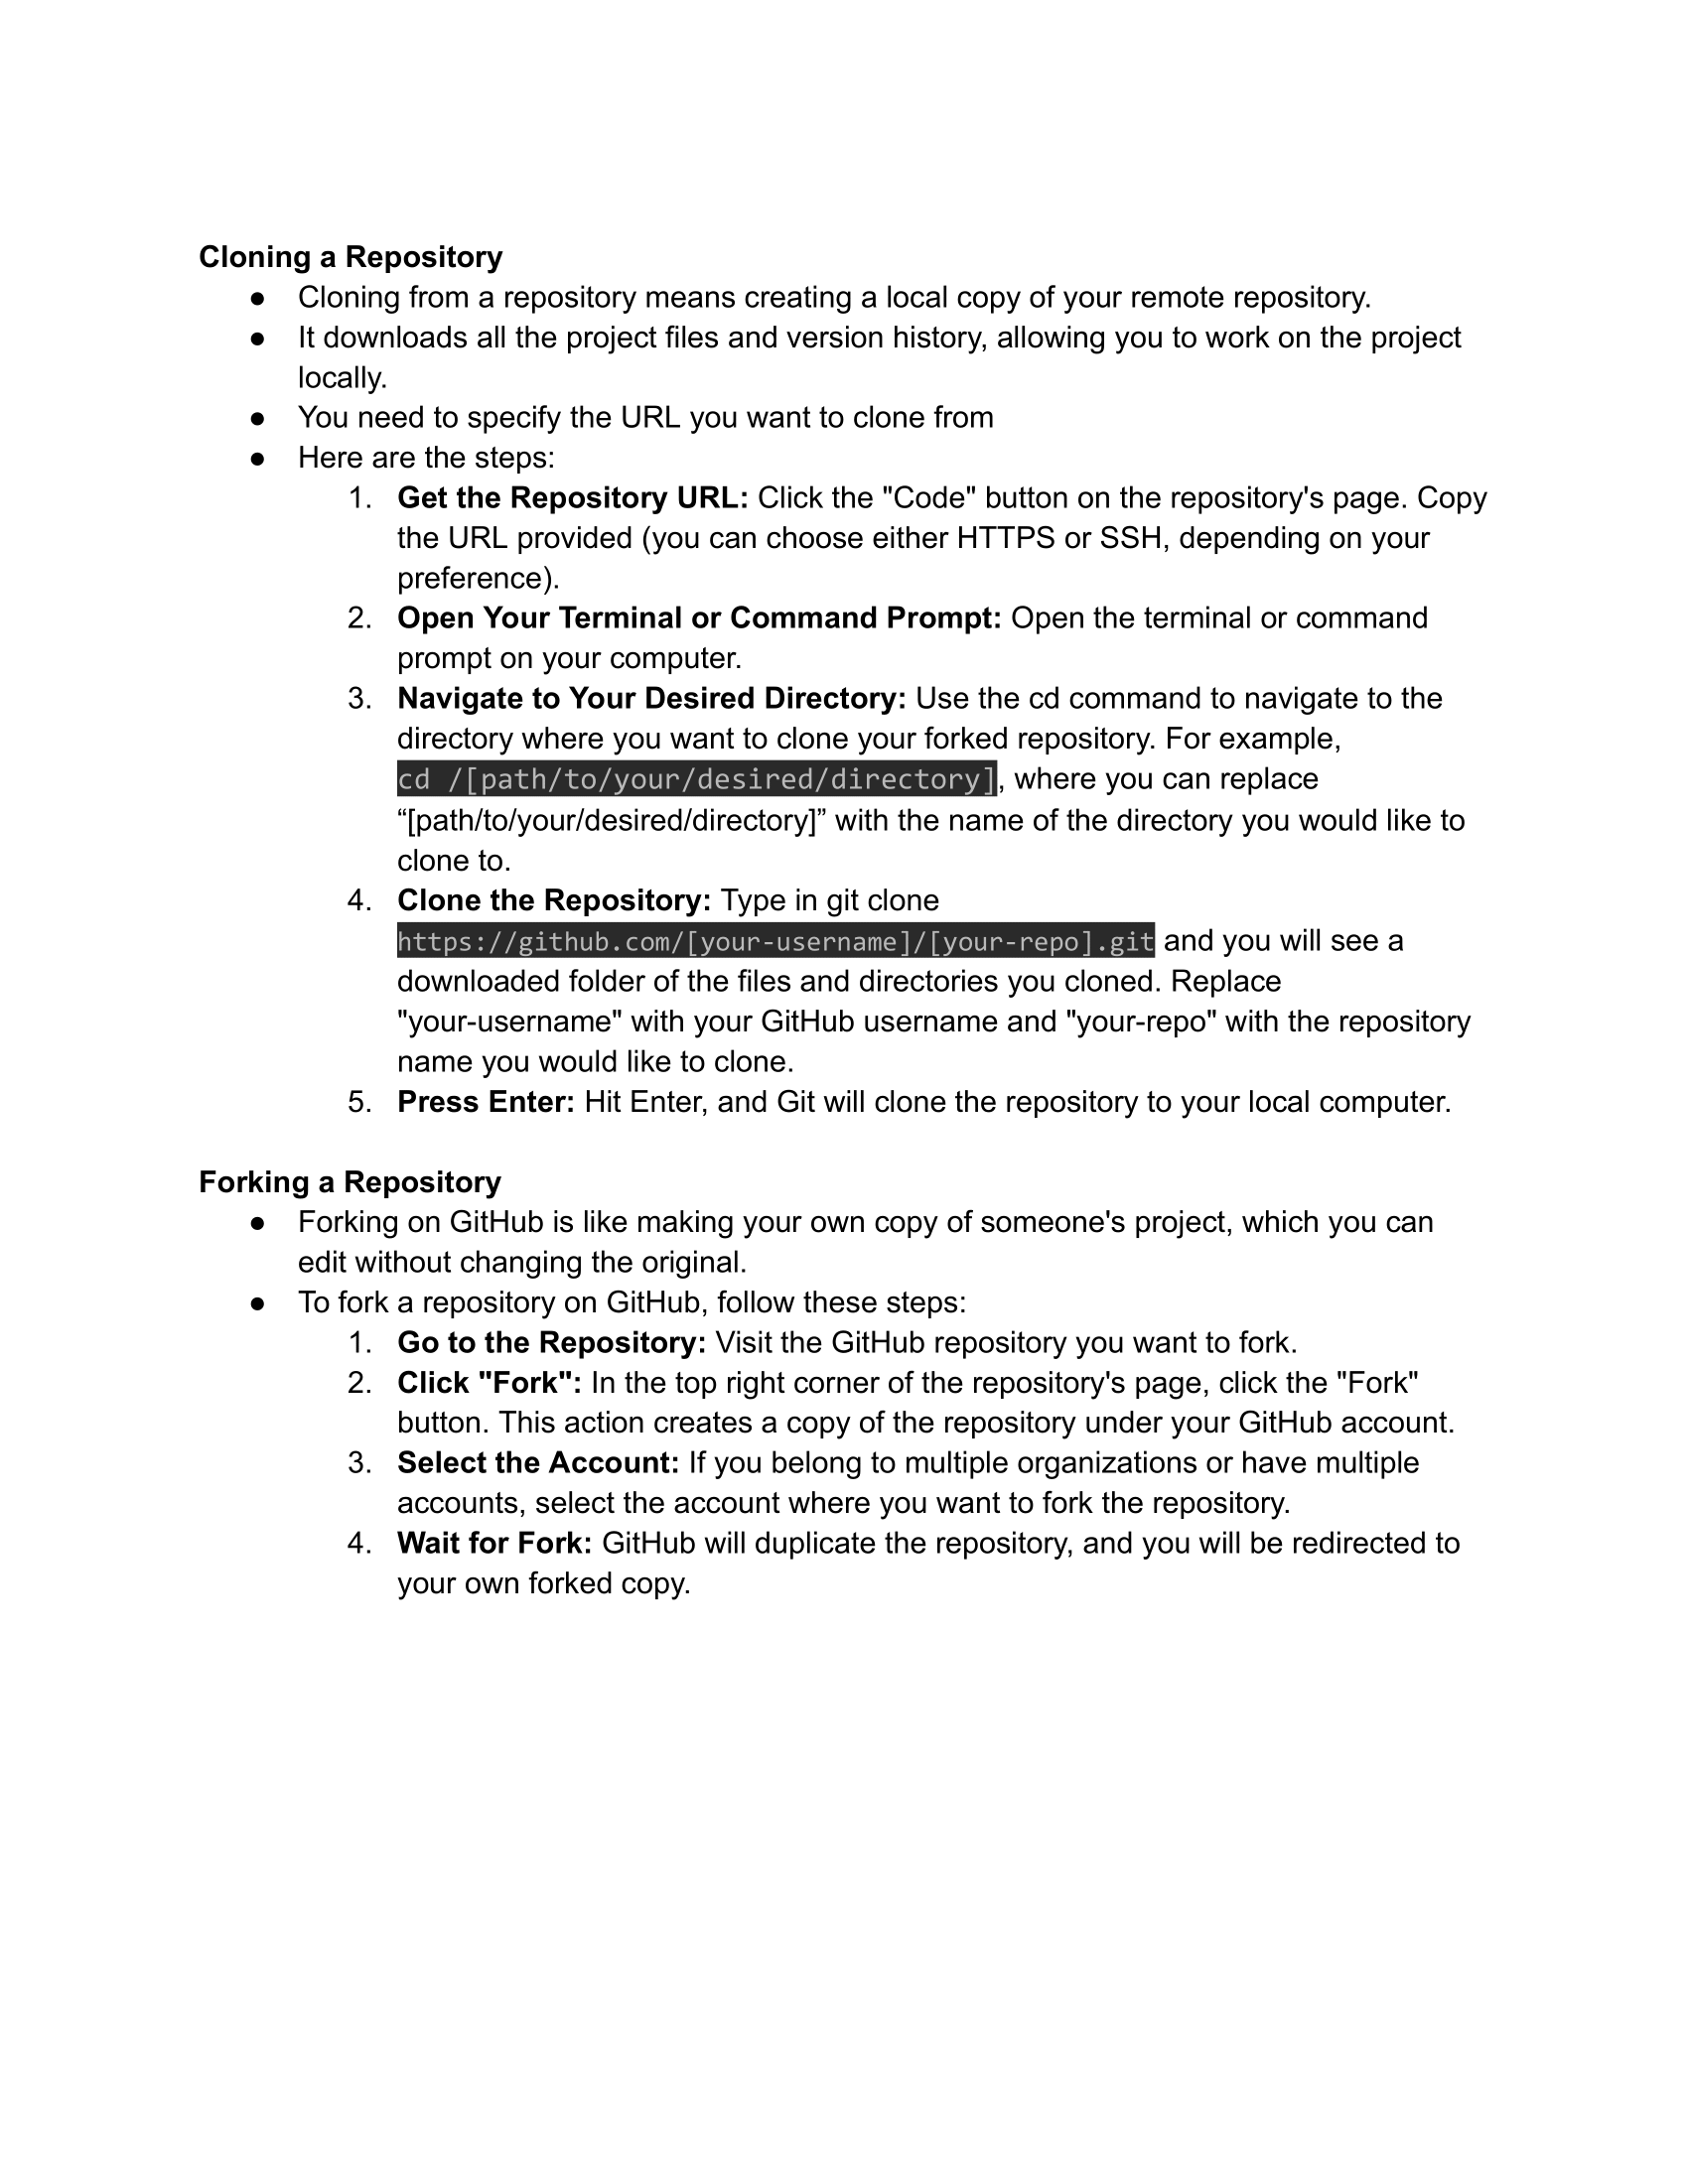 Cloning a Repository
● Cloning from a repository means creating a local copy of your remote repository.
● It downloads all the project files and version history, allowing you to work on the project
locally.
● You need to specify the URL you want to clone from
● Here are the steps:
1. Get the Repository URL: Click the "Code" button on the repository's page. Copy
the URL provided (you can choose either HTTPS or SSH, depending on your
preference).
2. Open Your Terminal or Command Prompt: Open the terminal or command
prompt on your computer.
3. Navigate to Your Desired Directory: Use the cd command to navigate to the
directory where you want to clone your forked repository. For example,
cd /[path/to/your/desired/directory], where you can replace
“[path/to/your/desired/directory]” with the name of the directory you would like to
clone to.
4. Clone the Repository: Type in git clone
https://github.com/[your-username]/[your-repo].git and you will see a
downloaded folder of the files and directories you cloned. Replace
"your-username" with your GitHub username and "your-repo" with the repository
name you would like to clone.
5. Press Enter: Hit Enter, and Git will clone the repository to your local computer.
Forking a Repository
● Forking on GitHub is like making your own copy of someone's project, which you can
edit without changing the original.
● To fork a repository on GitHub, follow these steps:
1. Go to the Repository: Visit the GitHub repository you want to fork.
2. Click "Fork": In the top right corner of the repository's page, click the "Fork"
button. This action creates a copy of the repository under your GitHub account.
3. Select the Account: If you belong to multiple organizations or have multiple
accounts, select the account where you want to fork the repository.
4. Wait for Fork: GitHub will duplicate the repository, and you will be redirected to
your own forked copy.